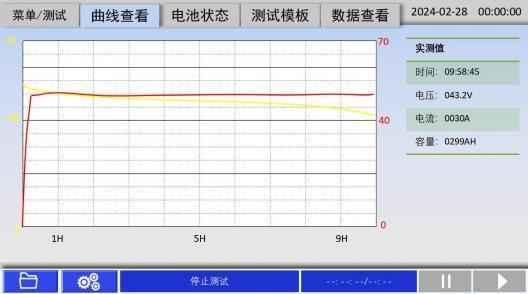 菜单/测试 曲线查看 电池状态 测试模板 数据查看 2024-02-28 00:00:00
70
40
0
1H 5H 9H
实测值
时间: 09:58:45
电压: 043.2V
电流: 0030A
容量: 0299AH
停止测试 --:--:--/--:--